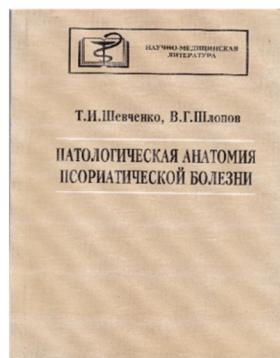 НАУЧНО-МЕДИЦИНСКАЯ
ЛИТЕРАТУРА
Т.И.Шевченко, В.Г.Шлопов
ПАТОЛОГИЧЕСКАЯ АНАТОМИЯ
ПСОРИАТИЧЕСКОЙ БОЛЕЗНИ